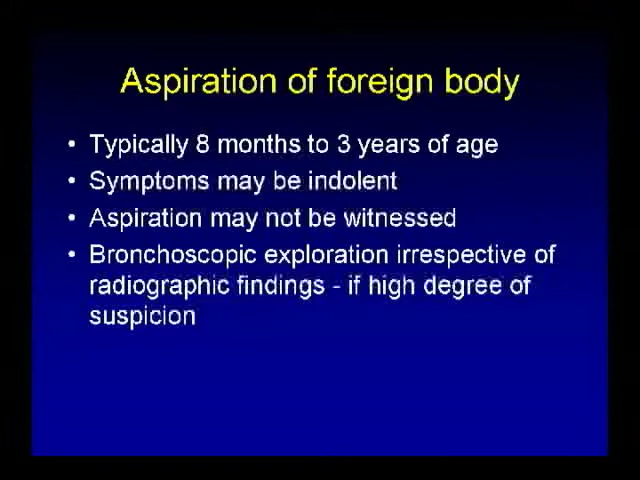 Aspiration of foreign body
• Typically 8 months to 3 years of age
• Symptoms may be indolent
• Aspiration may not be witnessed
• Bronchoscopic exploration irrespective of
radiographic findings - if high degree of
suspicion